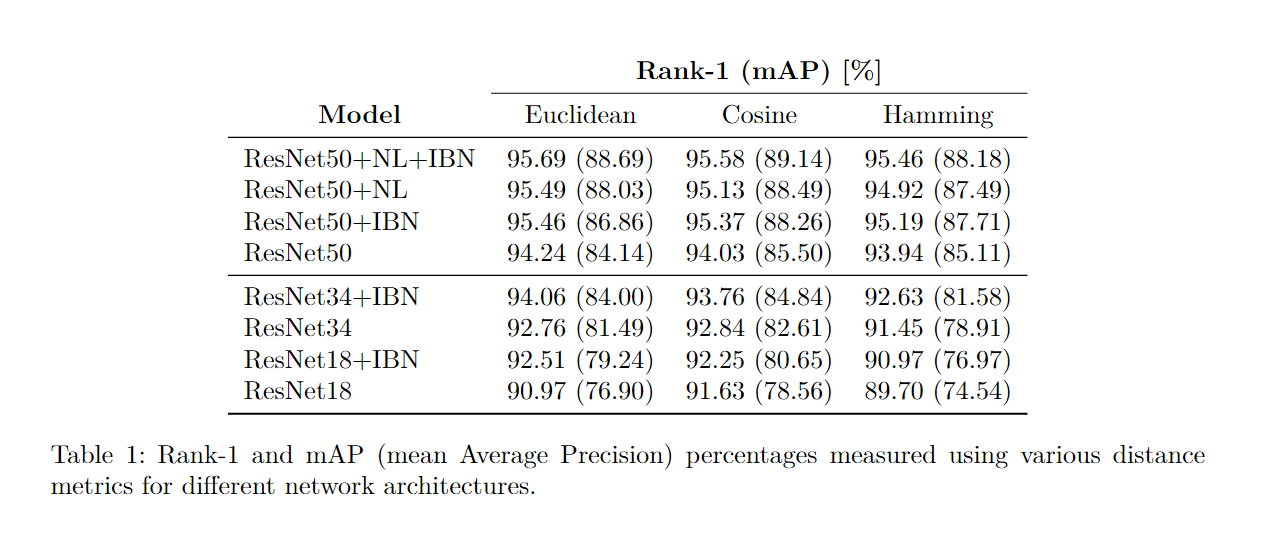 Rank-1 (mAP) [%]
Model Euclidean Cosine Hamming
ResNet50+NL+IBN 95.69 (88.69) 95.58 (89.14) 95.46 (88.18)
ResNet50+NL 95.49 (88.03) 95.13 (88.49) 94.92 (87.49)
ResNet50+IBN 95.46 (86.86) 95.37 (88.26) 95.19 (87.71)
ResNet50 94.24 (84.14) 94.03 (85.50) 93.94 (85.11)
ResNet34+IBN 94.06 (84.00) 93.76 (84.84) 92.63 (81.58)
ResNet34 92.76 (81.49) 92.84 (82.61) 91.45 (78.91)
ResNet18+IBN 92.51 (79.24) 92.25 (80.65) 90.97 (76.97)
ResNet18 90.97 (76.90) 91.63 (78.56) 89.70 (74.54)
Table 1: Rank-1 and mAP (mean Average Precision) percentages measured using various distance
metrics for different network architectures.